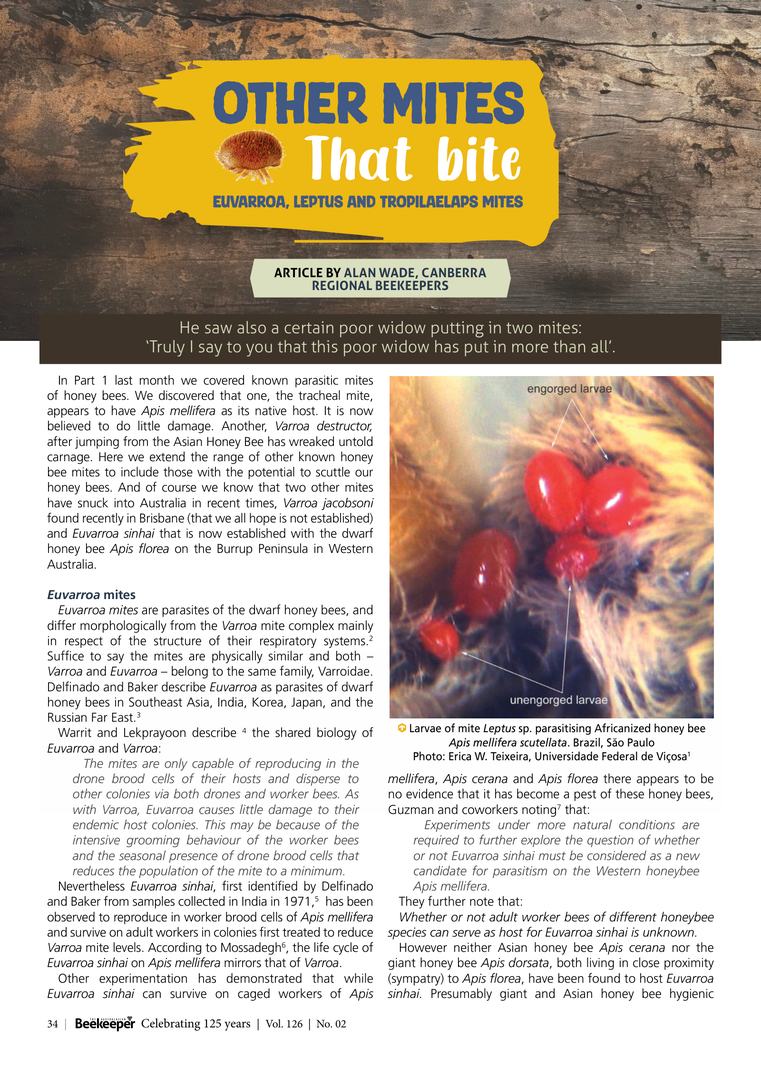 OTHER MITES
That bite
EUVARROA, LEPTUS AND TROPILAELAPS MITES
ARTICLE BY ALAN WADE, CANBERRA
REGIONAL BEEKEEPERS
He saw also a certain poor widow putting in two mites:
‘Truly I say to you that this poor widow has put in more than all’.
In Part 1 last month we covered known parasitic mites
of honey bees. We discovered that one, the tracheal mite,
appears to have Apis mellifera as its native host. It is now
believed to do little damage. Another, Varroa destructor,
after jumping from the Asian Honey Bee has wreaked untold
carnage. Here we extend the range of other known honey
bee mites to include those with the potential to scuttle our
honey bees. And of course we know that two other mites
have snuck into Australia in recent times, Varroa jacobsoni
found recently in Brisbane (that we all hope is not established)
and Euvarroa sinhai that is now established with the dwarf
honey bee Apis florea on the Burrup Peninsula in Western
Australia.
Euvarroa mites
Euvarroa mites are parasites of the dwarf honey bees, and
differ morphologically from the Varroa mite complex mainly
in respect of the structure of their respiratory systems.2
Suffice to say the mites are physically similar and both –
Varroa and Euvarroa – belong to the same family, Varroidae.
Delfinado and Baker describe Euvarroa as parasites of dwarf
honey bees in Southeast Asia, India, Korea, Japan, and the
Russian Far East.3
Warrit and Lekprayoon describe 4 the shared biology of
Euvarroa and Varroa:
The mites are only capable of reproducing in the
drone brood cells of their hosts and disperse to
other colonies via both drones and worker bees. As
with Varroa, Euvarroa causes little damage to their
endemic host colonies. This may be because of the
intensive grooming behaviour of the worker bees
and the seasonal presence of drone brood cells that
reduces the population of the mite to a minimum.
Nevertheless Euvarroa sinhai, first identified by Delfinado
and Baker from samples collected in India in 1971,5 has been
observed to reproduce in worker brood cells of Apis mellifera
and survive on adult workers in colonies first treated to reduce
Varroa mite levels. According to Mossadegh6, the life cycle of
Euvarroa sinhai on Apis mellifera mirrors that of Varroa.
Other experimentation has demonstrated that while
Euvarroa sinhai can survive on caged workers of Apis
engorged larvae
unengorged larvae
Larvae of mite Leptus sp. parasitising Africanized honey bee
Apis mellifera scutellata. Brazil, São Paulo
Photo: Erica W. Teixeira, Universidade Federal de Viçosa1
mellifera, Apis cerana and Apis florea there appears to be
no evidence that it has become a pest of these honey bees,
Guzman and coworkers noting7 that:
Experiments under more natural conditions are
required to further explore the question of whether
or not Euvarroa sinhai must be considered as a new
candidate for parasitism on the Western honeybee
Apis mellifera.
They further note that:
Whether or not adult worker bees of different honeybee
species can serve as host for Euvarroa sinhai is unknown.
However neither Asian honey bee Apis cerana nor the
giant honey bee Apis dorsata, both living in close proximity
(sympatry) to Apis florea, have been found to host Euvarroa
sinhai. Presumably giant and Asian honey bee hygienic
34 | Beekeeper Celebrating 125 years | Vol. 126 | No. 02